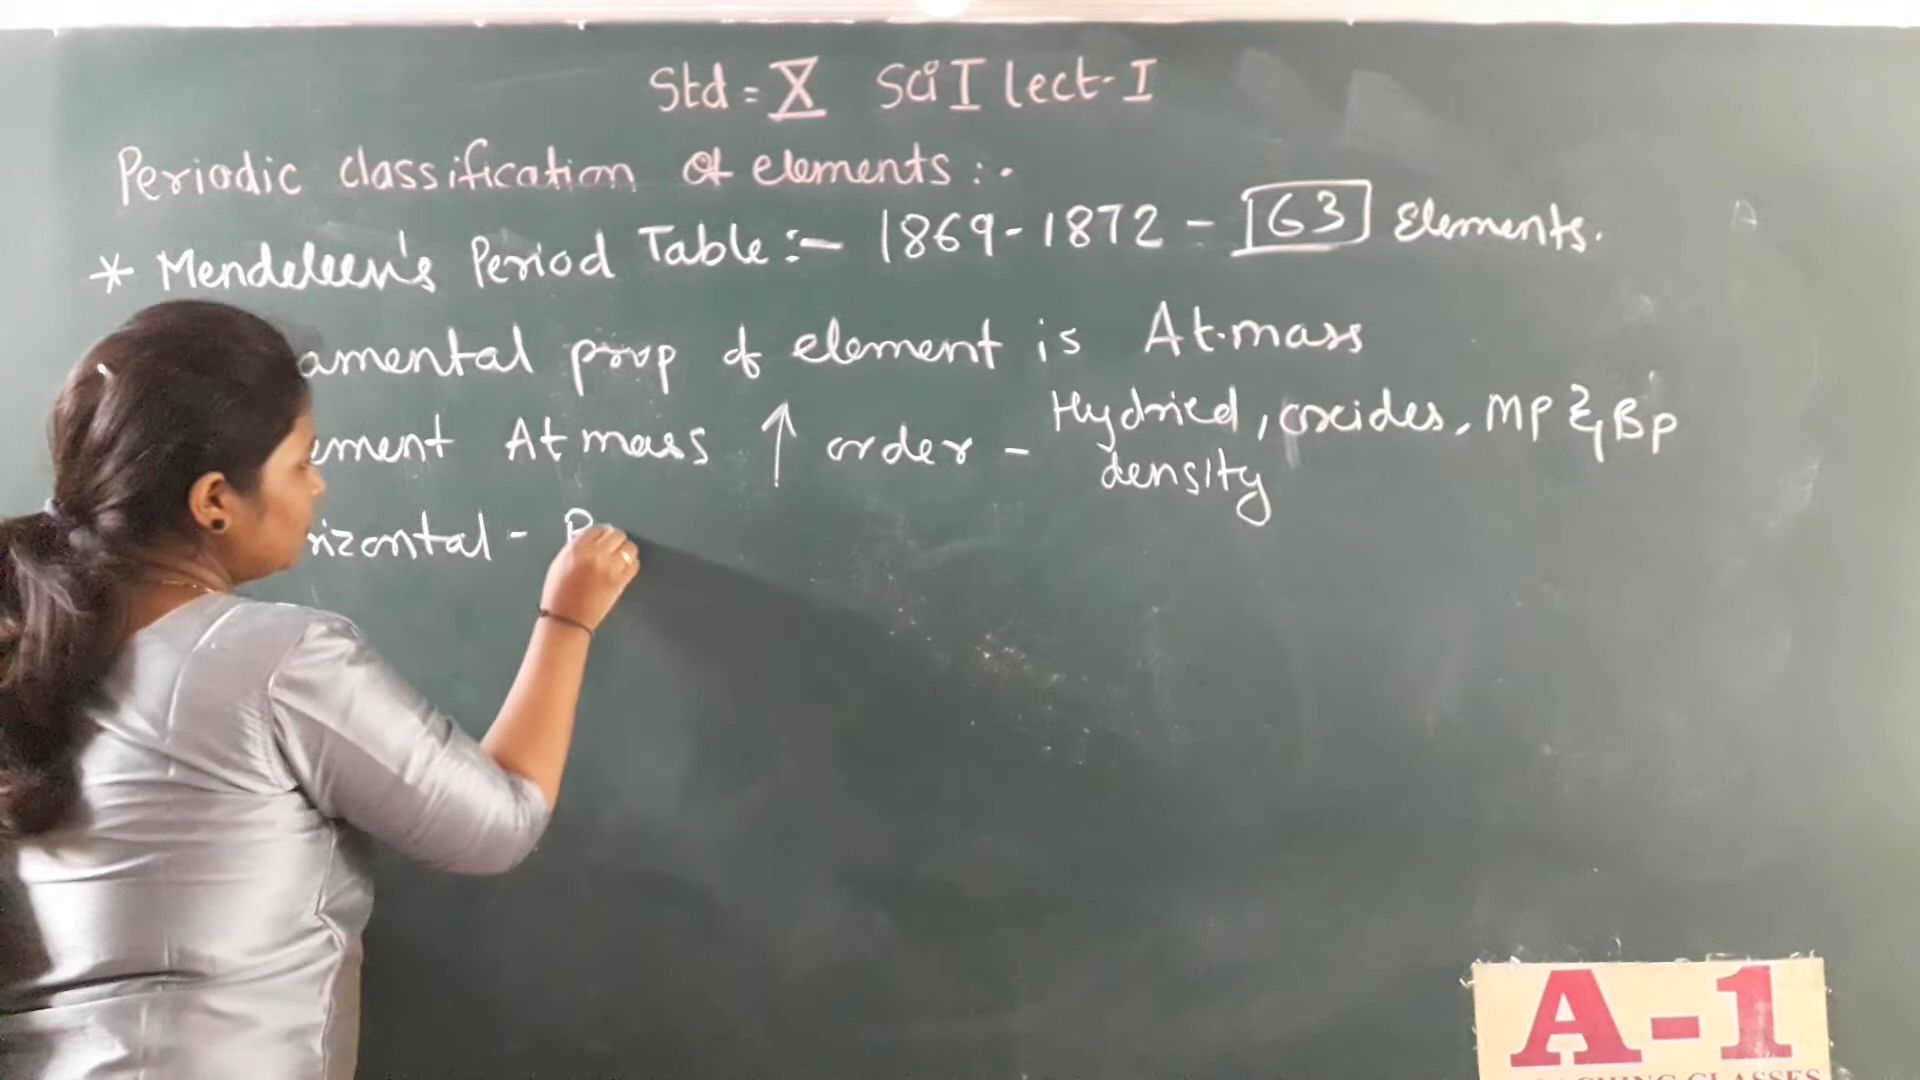 Std = X Sci I lect-I
Periodic classification of elements :-
* Mendeleev's Period Table :- 1869-1872 - 63 Elements.
amental prop of element is At.mass
ement At mass ↑ order - Hydried, oxides, MP & BP
density
rizontal - P
A-1